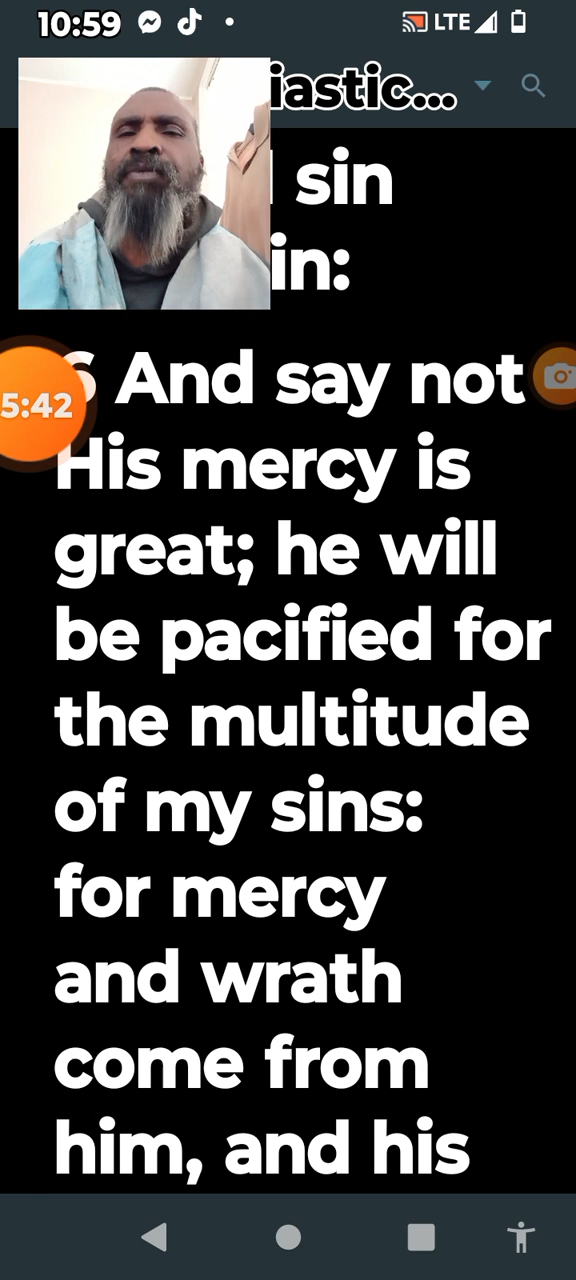 10:59
LTE
iastic...
sin
in:
6 And say not
5:42
His mercy is
great; he will
be pacified for
the multitude
of my sins:
for mercy
and wrath
come from
him, and his